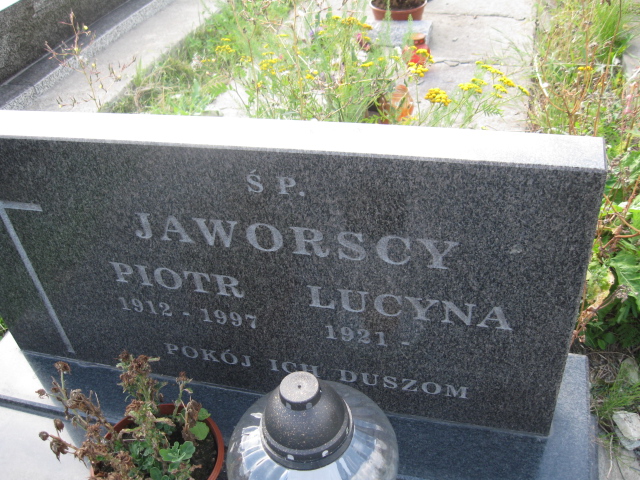 Ś P.
JAWORSCY
PIOTR LUCYNA
1912 - 1997 1921 -
POKÓJ ICH DUSZOM